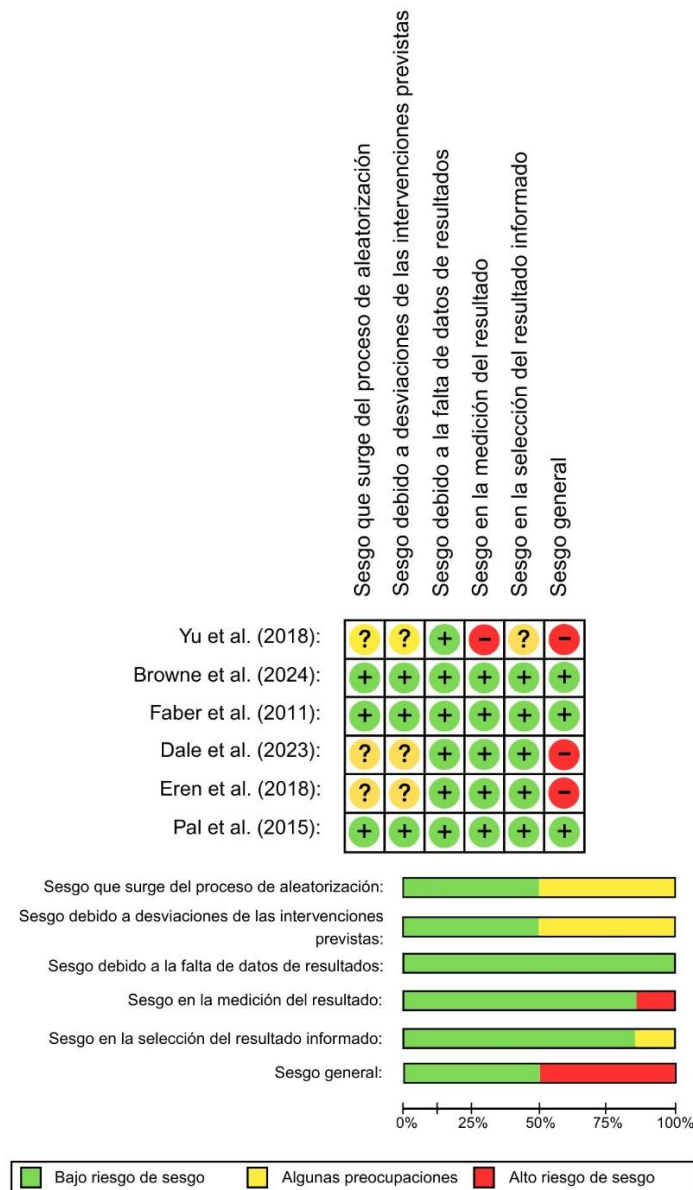 Sesgo que surge del proceso de aleatorización
Sesgo debido a desviaciones de las intervenciones previstas
Sesgo debido a la falta de datos de resultados
Sesgo en la medición del resultado
Sesgo en la selección del resultado informado
Sesgo general
Yu et al. (2018): ? ? + − ? −
Browne et al. (2024): + + + + + +
Faber et al. (2011): + + + + + +
Dale et al. (2023): ? ? + + + −
Eren et al. (2018): ? ? + + + −
Pal et al. (2015): + + + + + +
Sesgo que surge del proceso de aleatorización:
Sesgo debido a desviaciones de las intervenciones
previstas:
Sesgo debido a la falta de datos de resultados:
Sesgo en la medición del resultado:
Sesgo en la selección del resultado informado:
Sesgo general:
0% 25% 50% 75% 100%
Bajo riesgo de sesgo Algunas preocupaciones Alto riesgo de sesgo